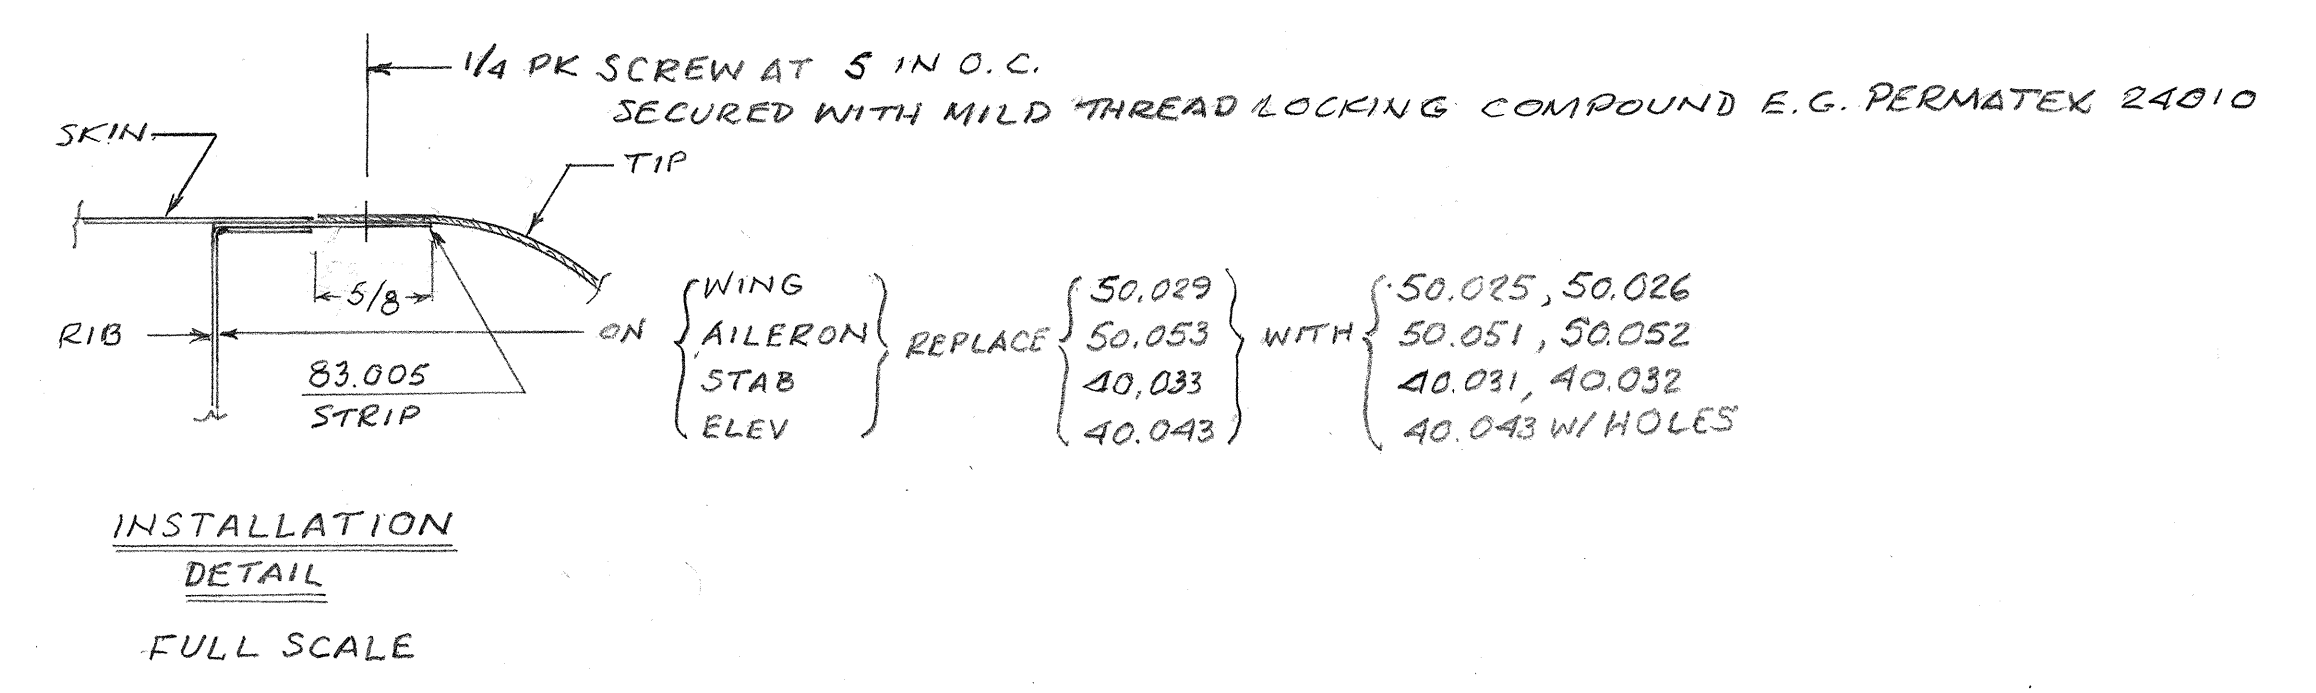 1/4 PK SCREW AT 5 IN O.C.
SECURED WITH MILD THREAD LOCKING COMPOUND E.G. PERMATEX 24010
SKIN
TIP
5/8
RIB
83.005
STRIP
ON { WING } REPLACE { 50.029 } WITH { 50.025, 50.026
AILERON 50.053 50.051, 50.052
STAB 40,033 40.031, 40.032
ELEV 40.043 40.043 W/ HOLES
INSTALLATION
DETAIL
FULL SCALE